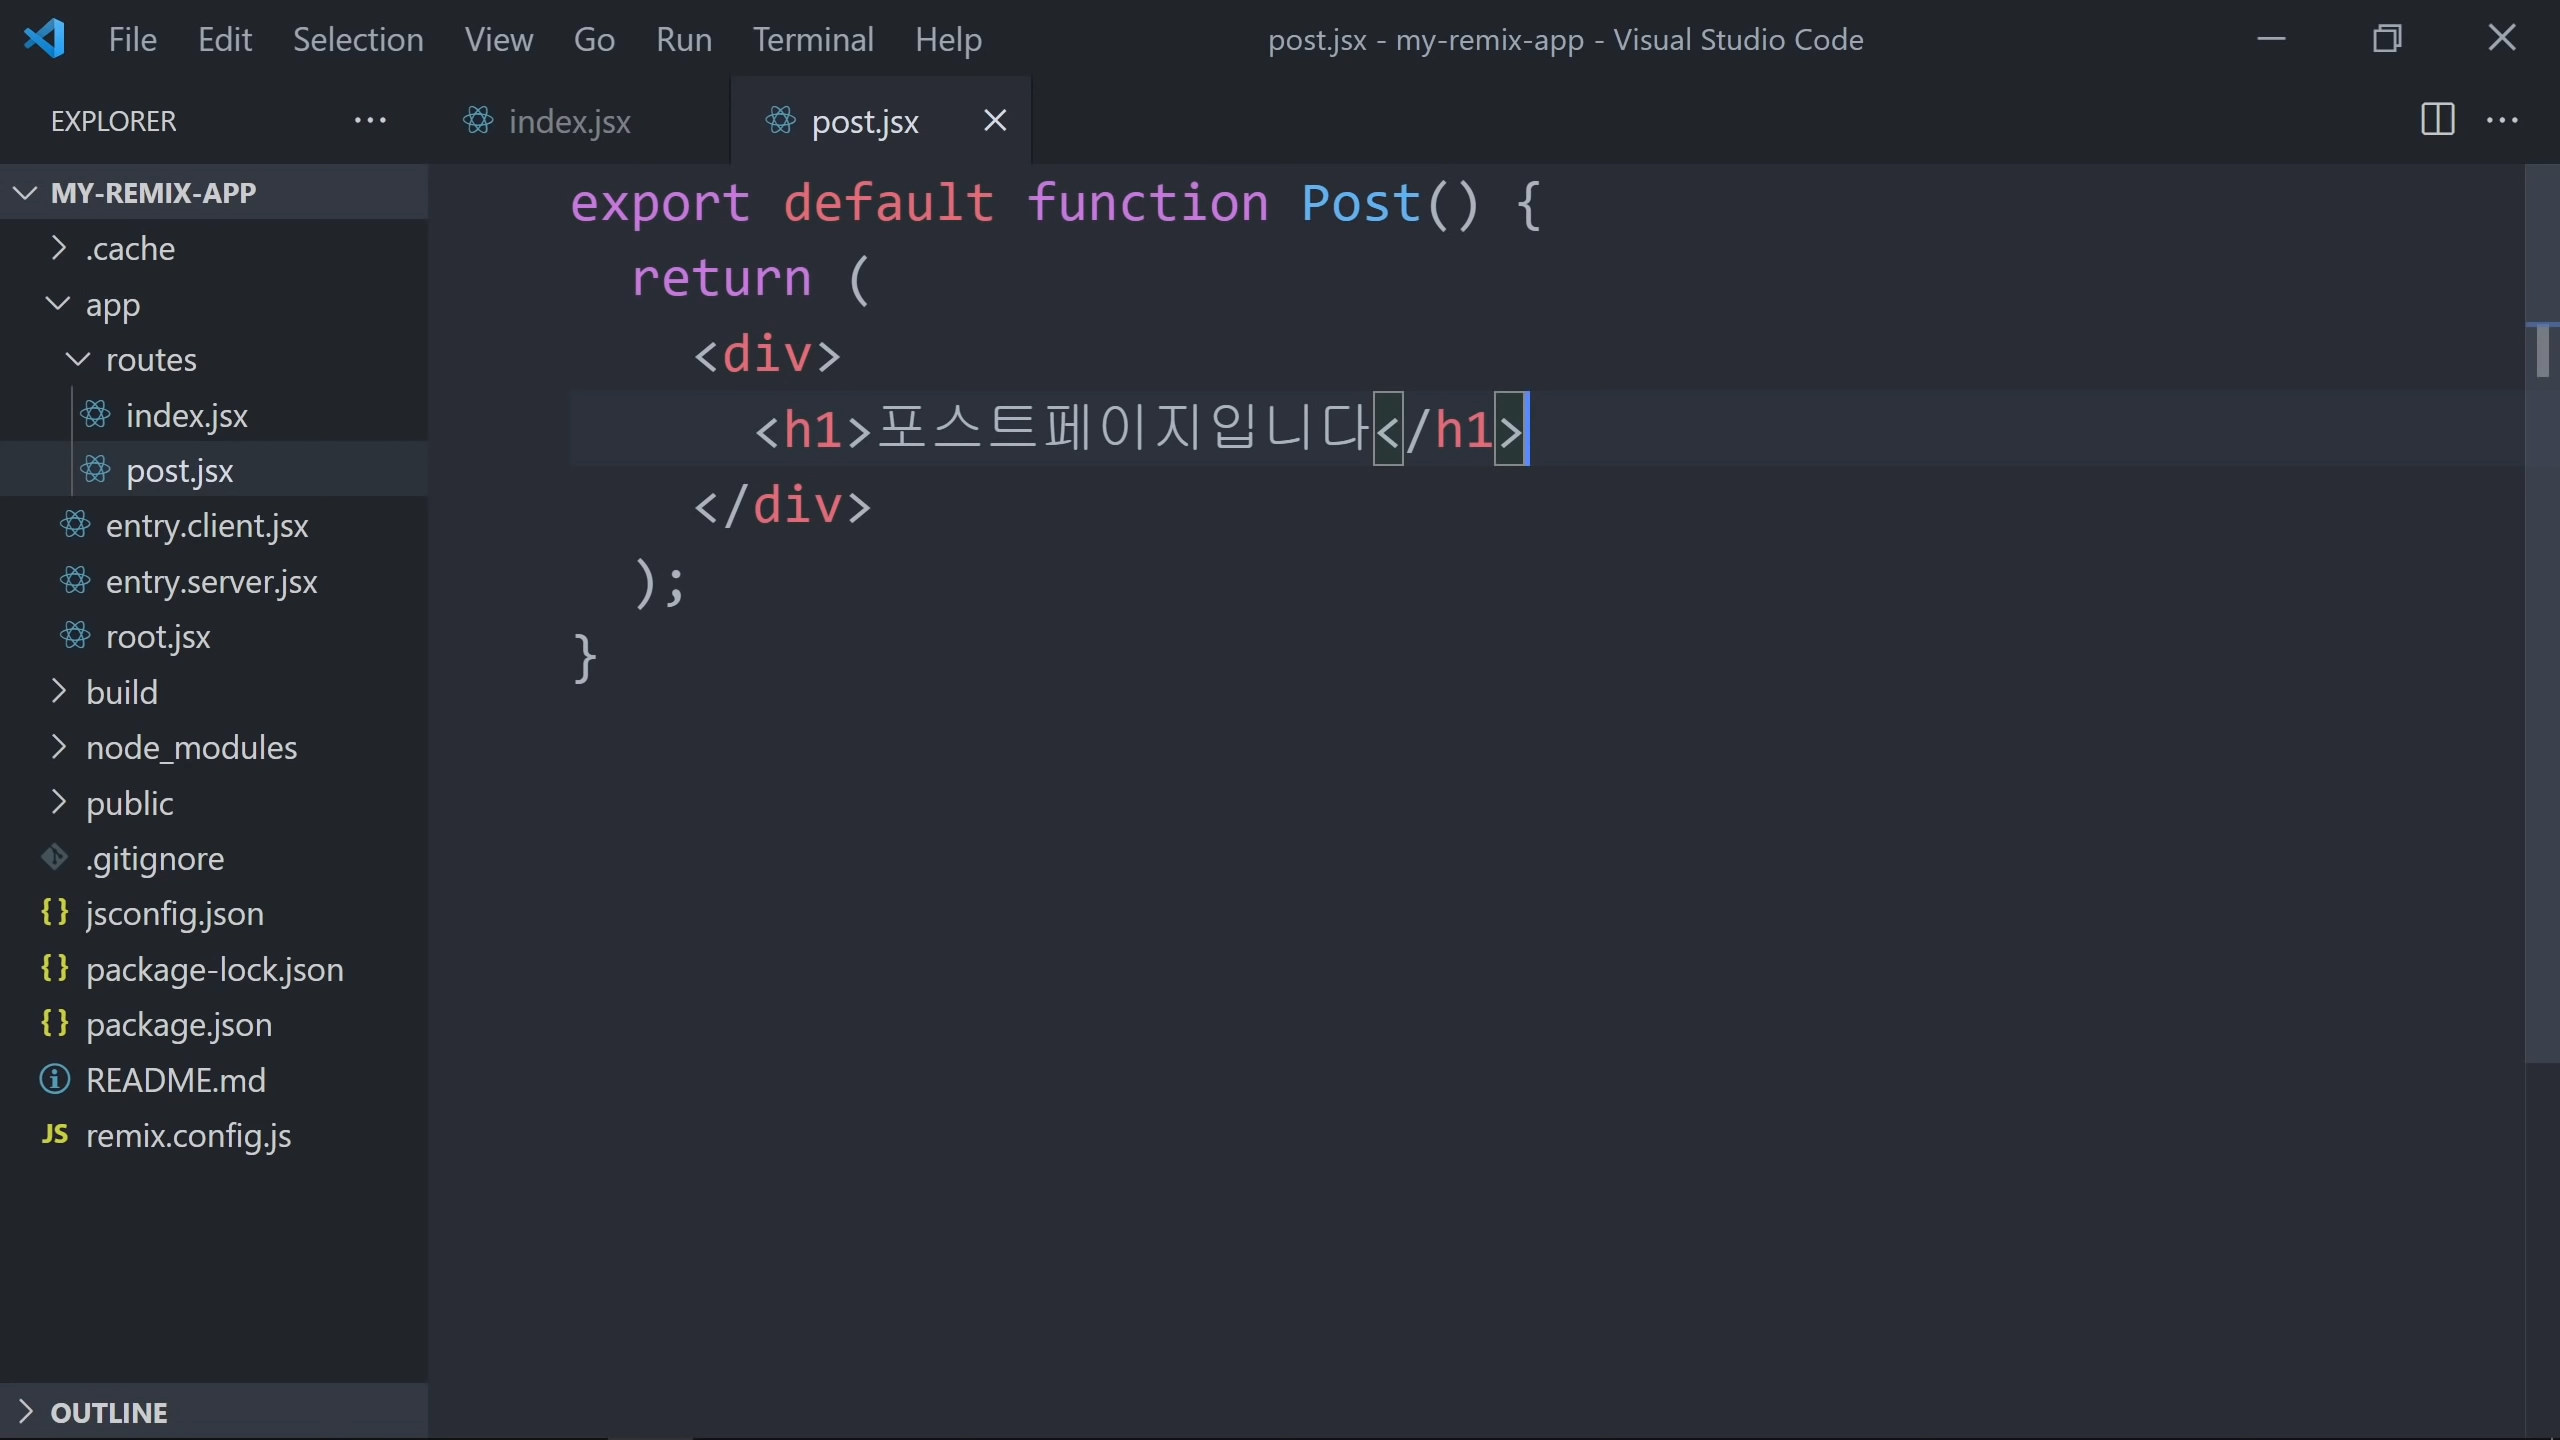 File Edit Selection View Go Run Terminal Help
post.jsx - my-remix-app - Visual Studio Code
EXPLORER
index.jsx
post.jsx
MY-REMIX-APP
.cache
app
routes
index.jsx
post.jsx
entry.client.jsx
entry.server.jsx
root.jsx
build
node_modules
public
.gitignore
{} jsconfig.json
{} package-lock.json
{} package.json
README.md
JS remix.config.js
OUTLINE
export default function Post() {
return (
<div>
<h1>포스트페이지입니다</h1>
</div>
);
}